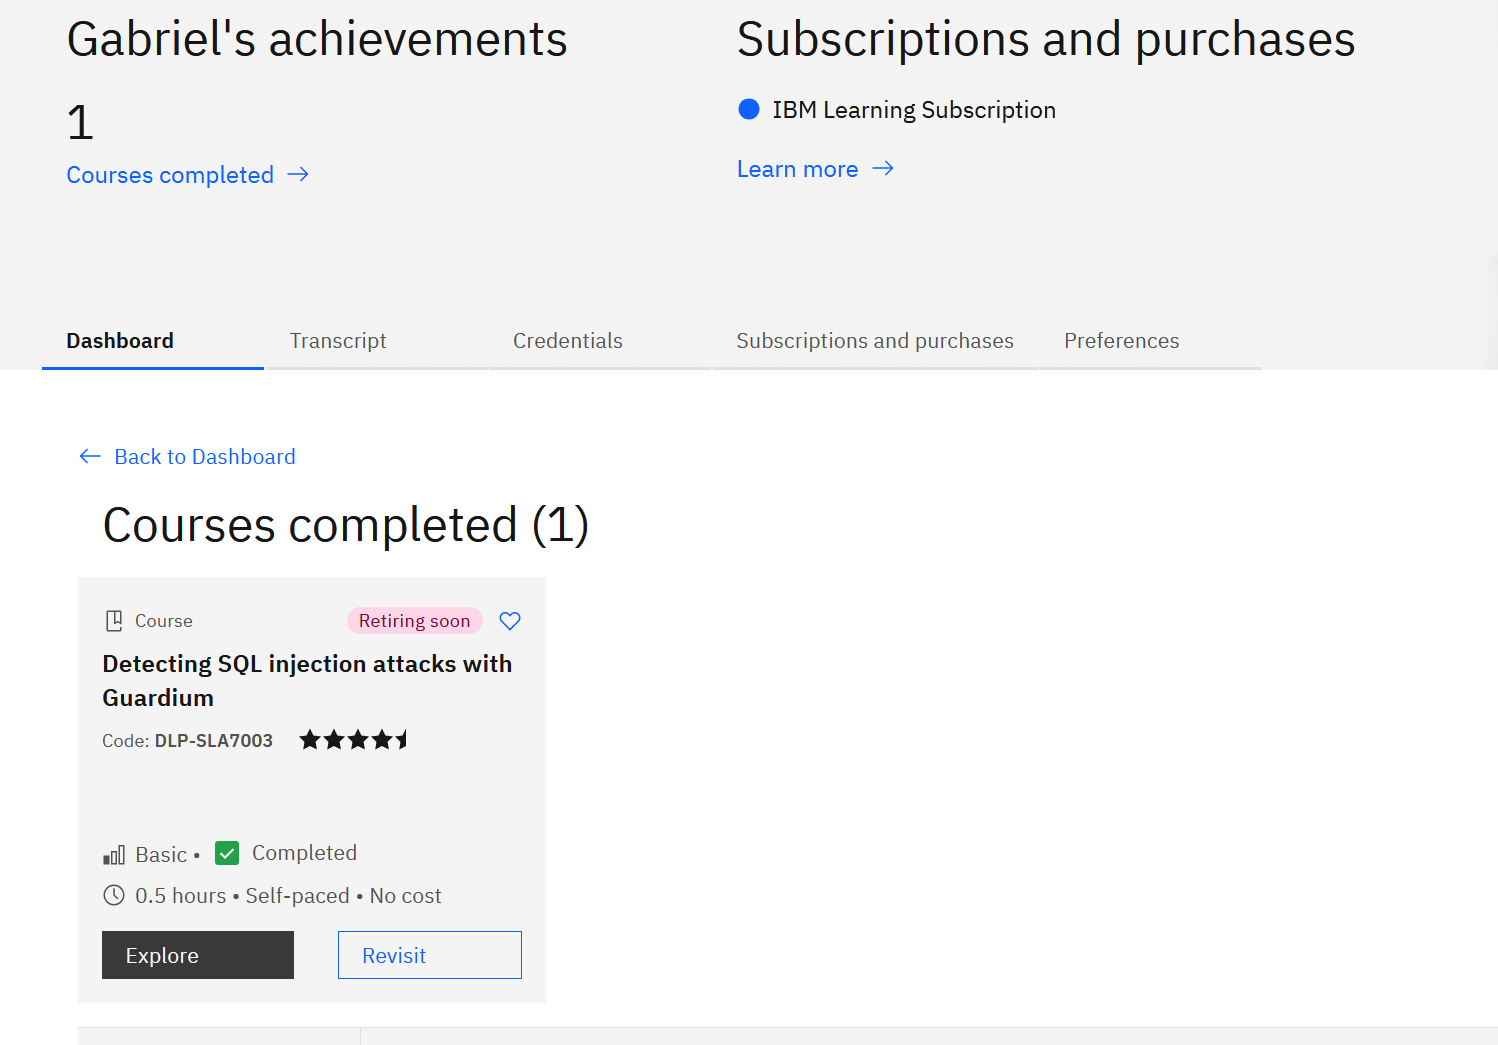 Gabriel's achievements
1
Courses completed
Subscriptions and purchases
IBM Learning Subscription
Learn more
Dashboard
Transcript
Credentials
Subscriptions and purchases
Preferences
Back to Dashboard
Courses completed (1)
Course
Retiring soon
Detecting SQL injection attacks with
Guardium
Code: DLP-SLA7003
Basic • Completed
0.5 hours • Self-paced • No cost
Explore
Revisit